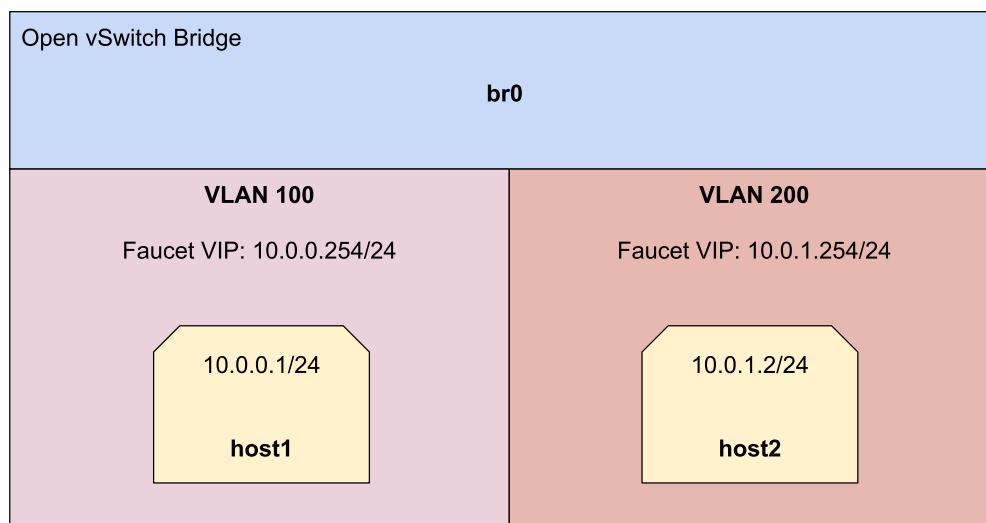 Open vSwitch Bridge
br0
VLAN 100
Faucet VIP: 10.0.0.254/24
10.0.0.1/24
host1
VLAN 200
Faucet VIP: 10.0.1.254/24
10.0.1.2/24
host2